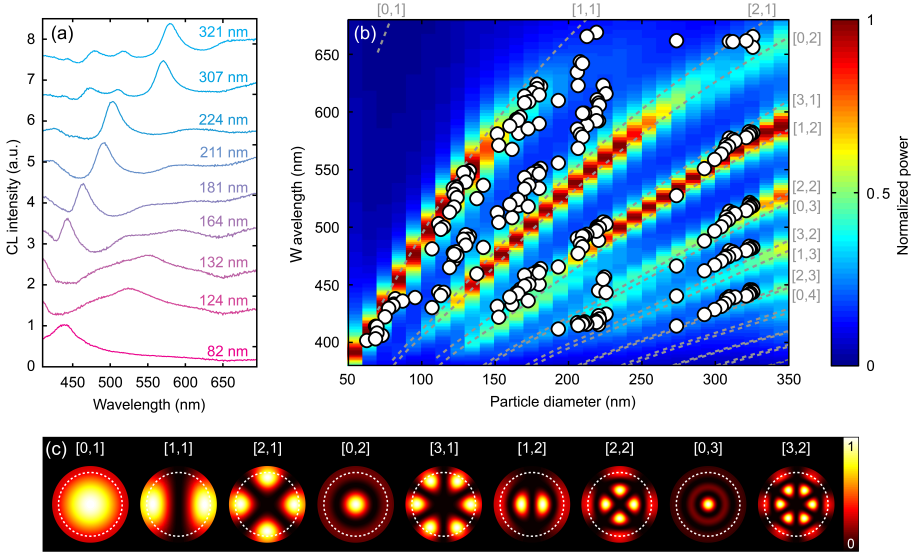 [0,1] [1,1] [2,1]
8 (a) 321 nm
7 307 nm
6 224 nm
5 211 nm
4 181 nm
3 164 nm
2 132 nm
124 nm
1 82 nm
0
450 500 550 600 650
Wavelength (nm)
CL intensity (a.u.)
(b)
650
600
550
500
450
400
W avelength (nm)
50 100 150 200 250 300 350
Particle diameter (nm)
[0,2]
[3,1]
[1,2]
[2,2]
[0,3]
[3,2]
[1,3]
[2,3]
[0,4]
1
0.5
0
Normalized power
(c) [0,1] [1,1] [2,1] [0,2] [3,1] [1,2] [2,2] [0,3] [3,2]
1
0